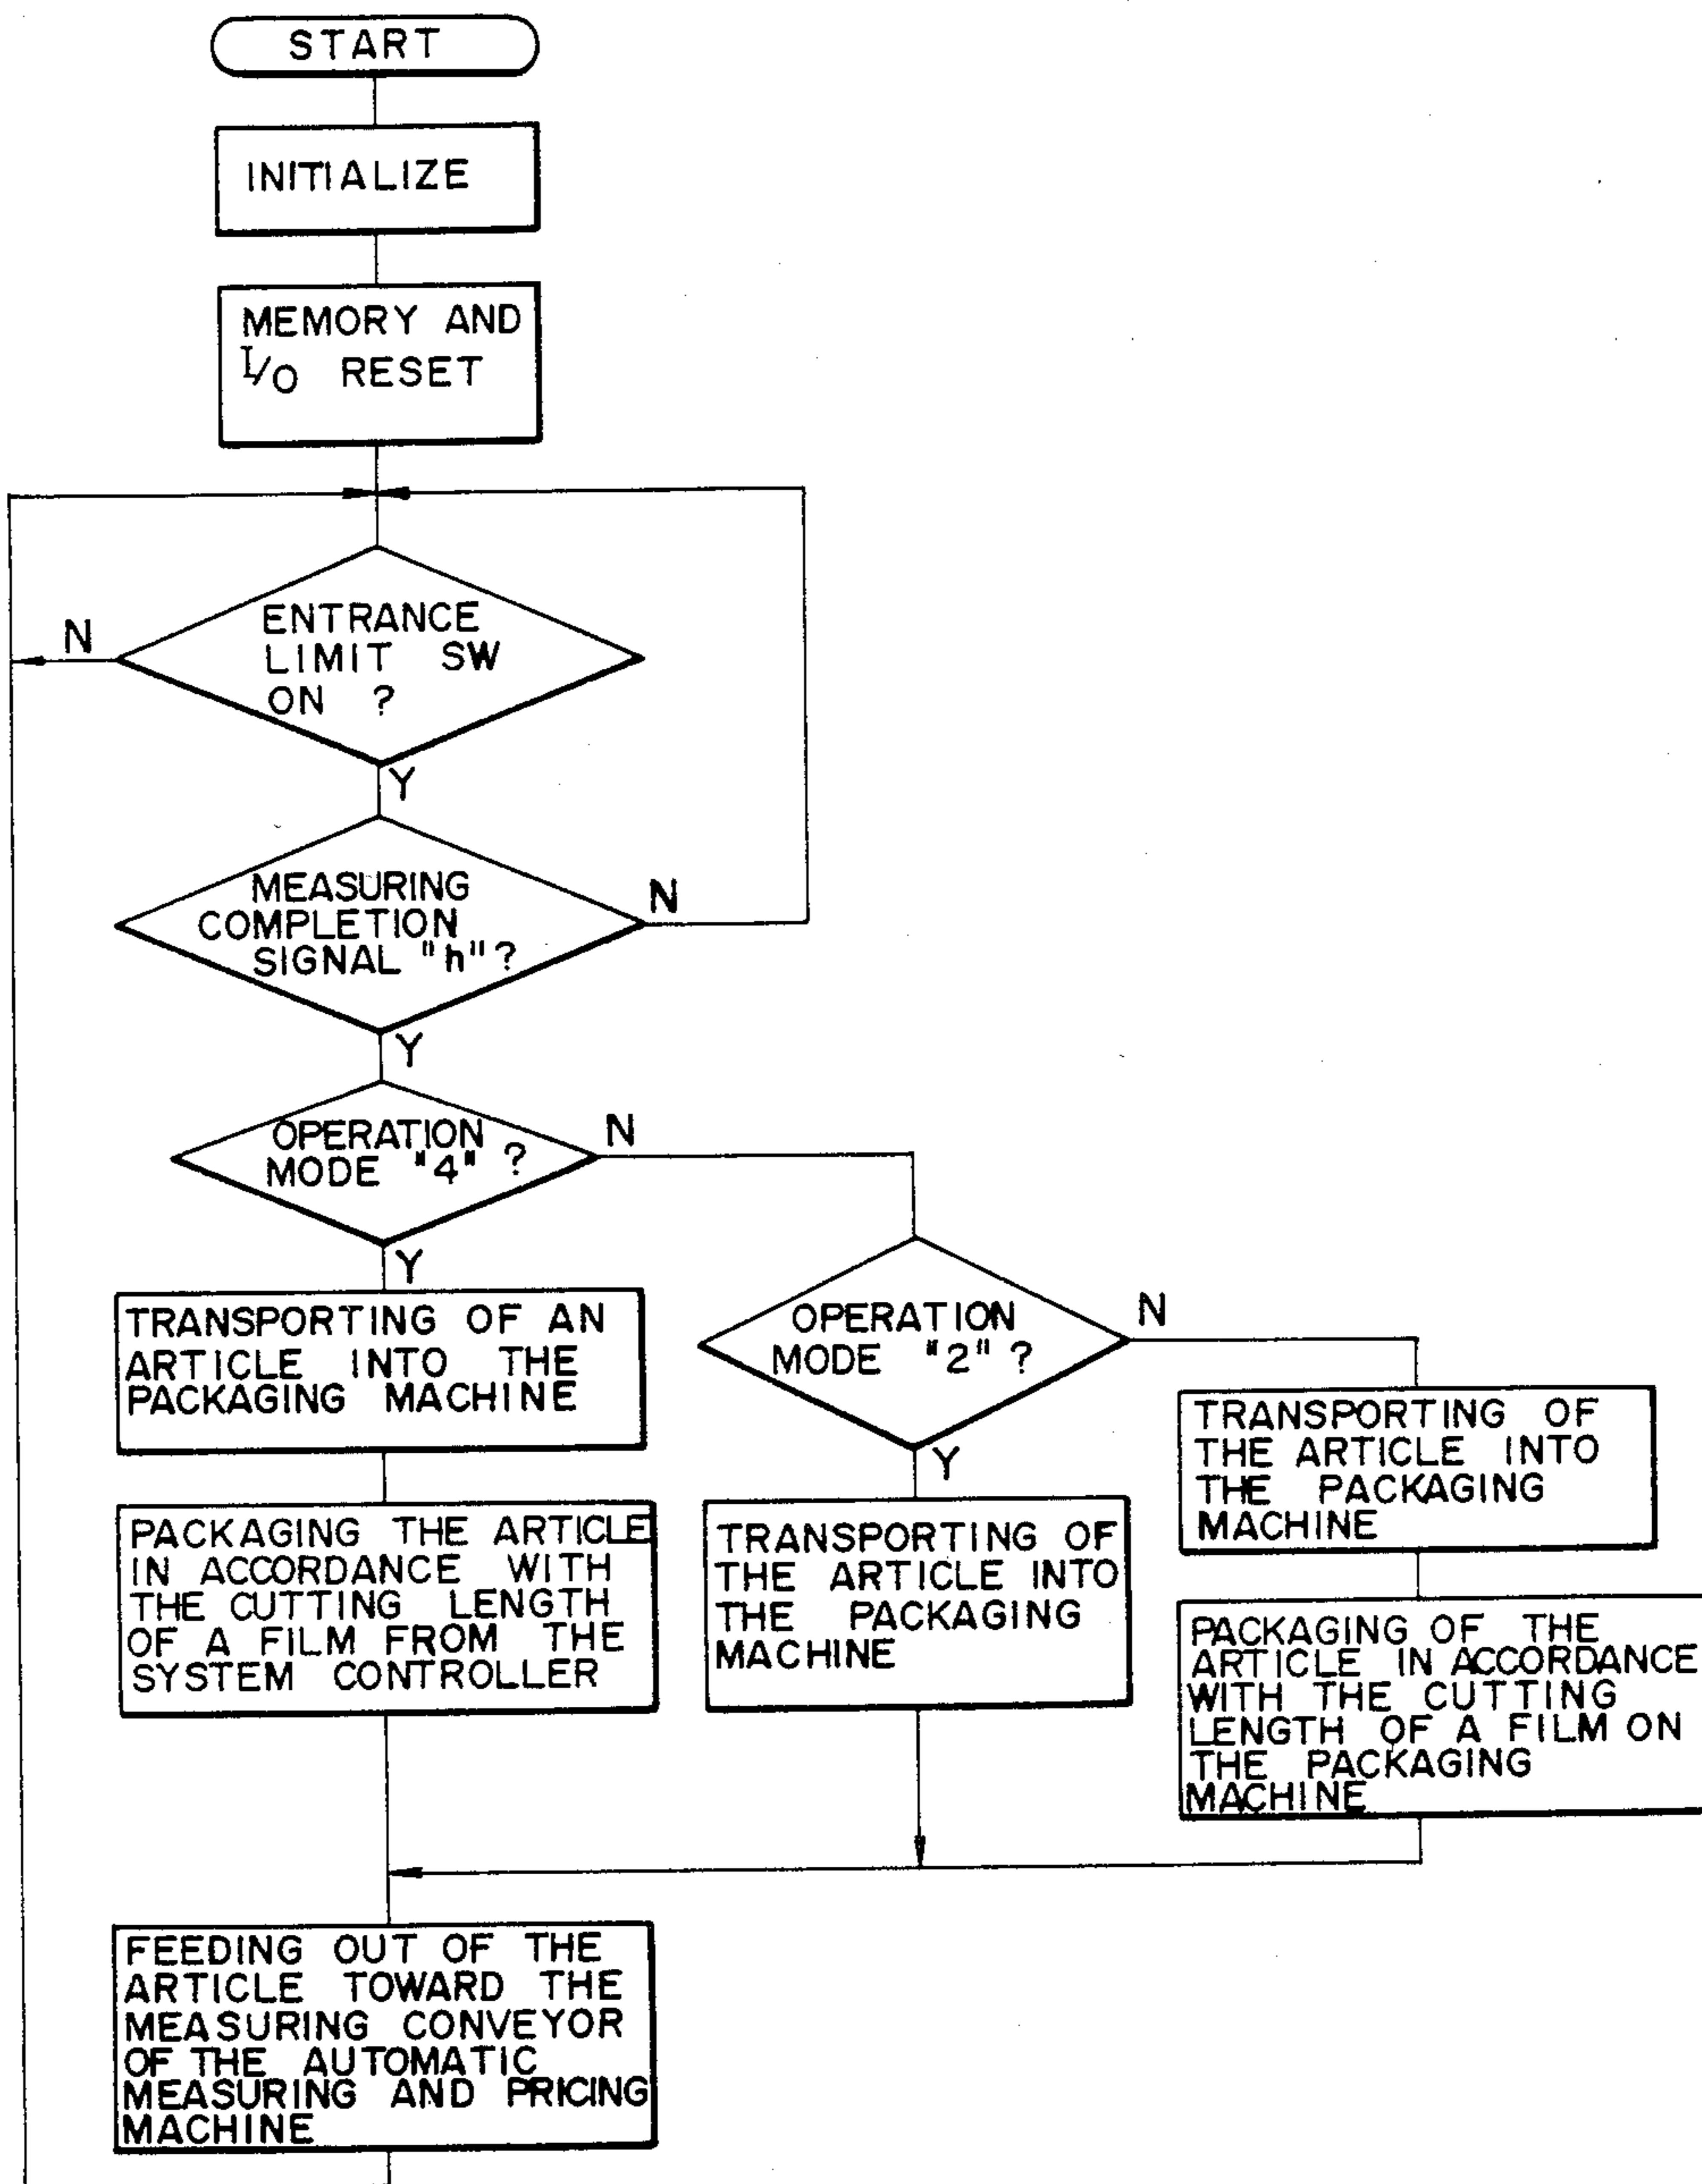 START
INITIALIZE
MEMORY AND
I/O RESET
ENTRANCE
LIMIT SW
ON ?
N
Y
MEASURING
COMPLETION
SIGNAL "h" ?
N
Y
OPERATION
MODE "4" ?
N
Y
OPERATION
MODE "2" ?
N
Y
TRANSPORTING OF AN
ARTICLE INTO THE
PACKAGING MACHINE
PACKAGING THE ARTICLE
IN ACCORDANCE WITH
THE CUTTING LENGTH
OF A FILM FROM THE
SYSTEM CONTROLLER
TRANSPORTING OF
THE ARTICLE INTO
THE PACKAGING
MACHINE
TRANSPORTING OF
THE ARTICLE INTO
THE PACKAGING
MACHINE
PACKAGING OF THE
ARTICLE IN ACCORDANCE
WITH THE CUTTING
LENGTH OF A FILM ON
THE PACKAGING
MACHINE
FEEDING OUT OF THE
ARTICLE TOWARD THE
MEASURING CONVEYOR
OF THE AUTOMATIC
MEASURING AND PRICING
MACHINE